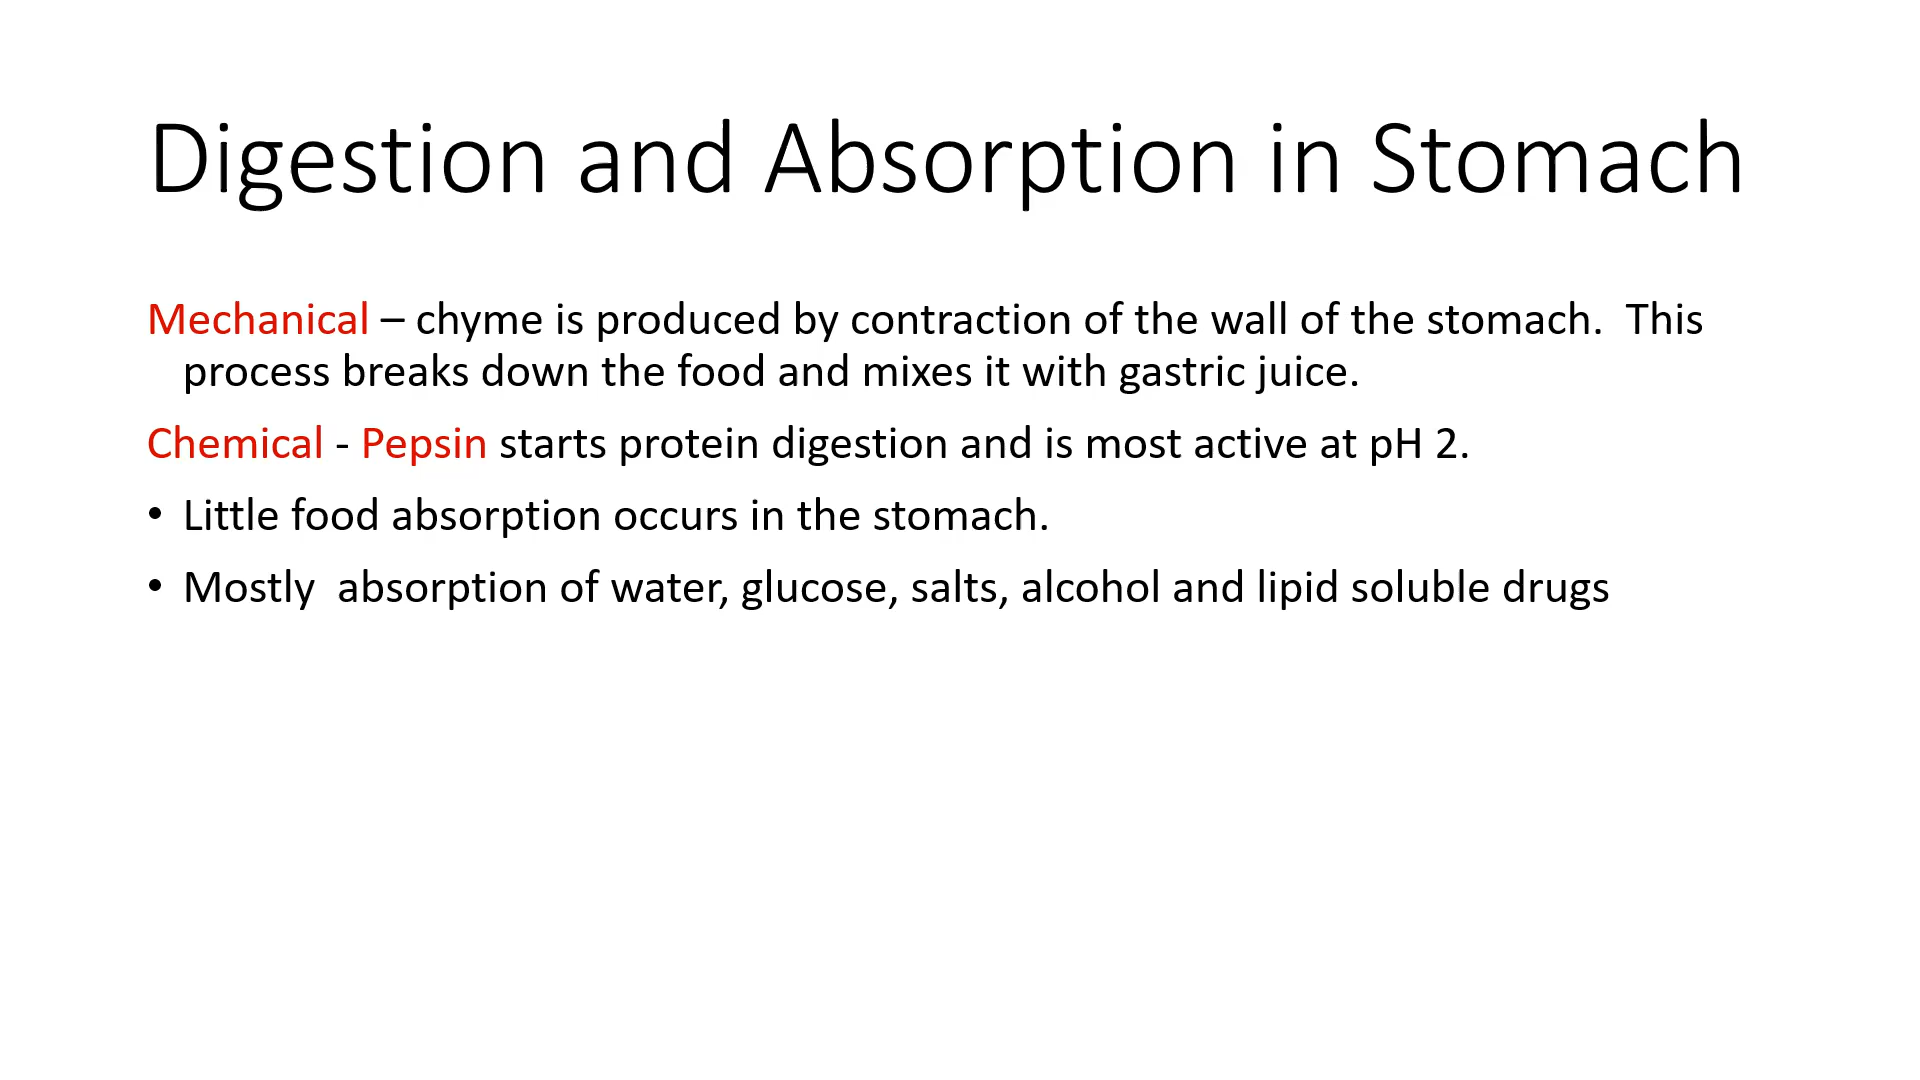 Digestion and Absorption in Stomach
Mechanical – chyme is produced by contraction of the wall of the stomach.  This
process breaks down the food and mixes it with gastric juice.
Chemical - Pepsin starts protein digestion and is most active at pH 2.
• Little food absorption occurs in the stomach.
• Mostly  absorption of water, glucose, salts, alcohol and lipid soluble drugs